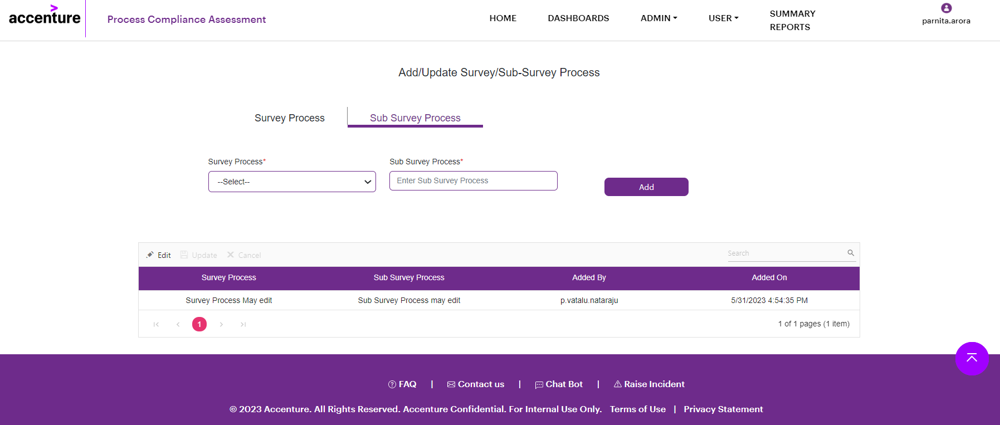 accenture
Process Compliance Assessment
HOME
DASHBOARDS
ADMIN
USER
SUMMARY
REPORTS
parnita.arora
Add/Update Survey/Sub-Survey Process
Survey Process
Sub Survey Process
Survey Process*
Sub Survey Process*
--Select--
Enter Sub Survey Process
Add
Edit
Update
Cancel
Search
Survey Process Sub Survey Process Added By Added On
Survey Process May edit Sub Survey Process may edit p.vatalu.nataraju 5/31/2023 4:54:35 PM
1
1 of 1 pages (1 item)
FAQ | Contact us | Chat Bot | Raise Incident
© 2023 Accenture. All Rights Reserved. Accenture Confidential. For Internal Use Only. Terms of Use | Privacy Statement